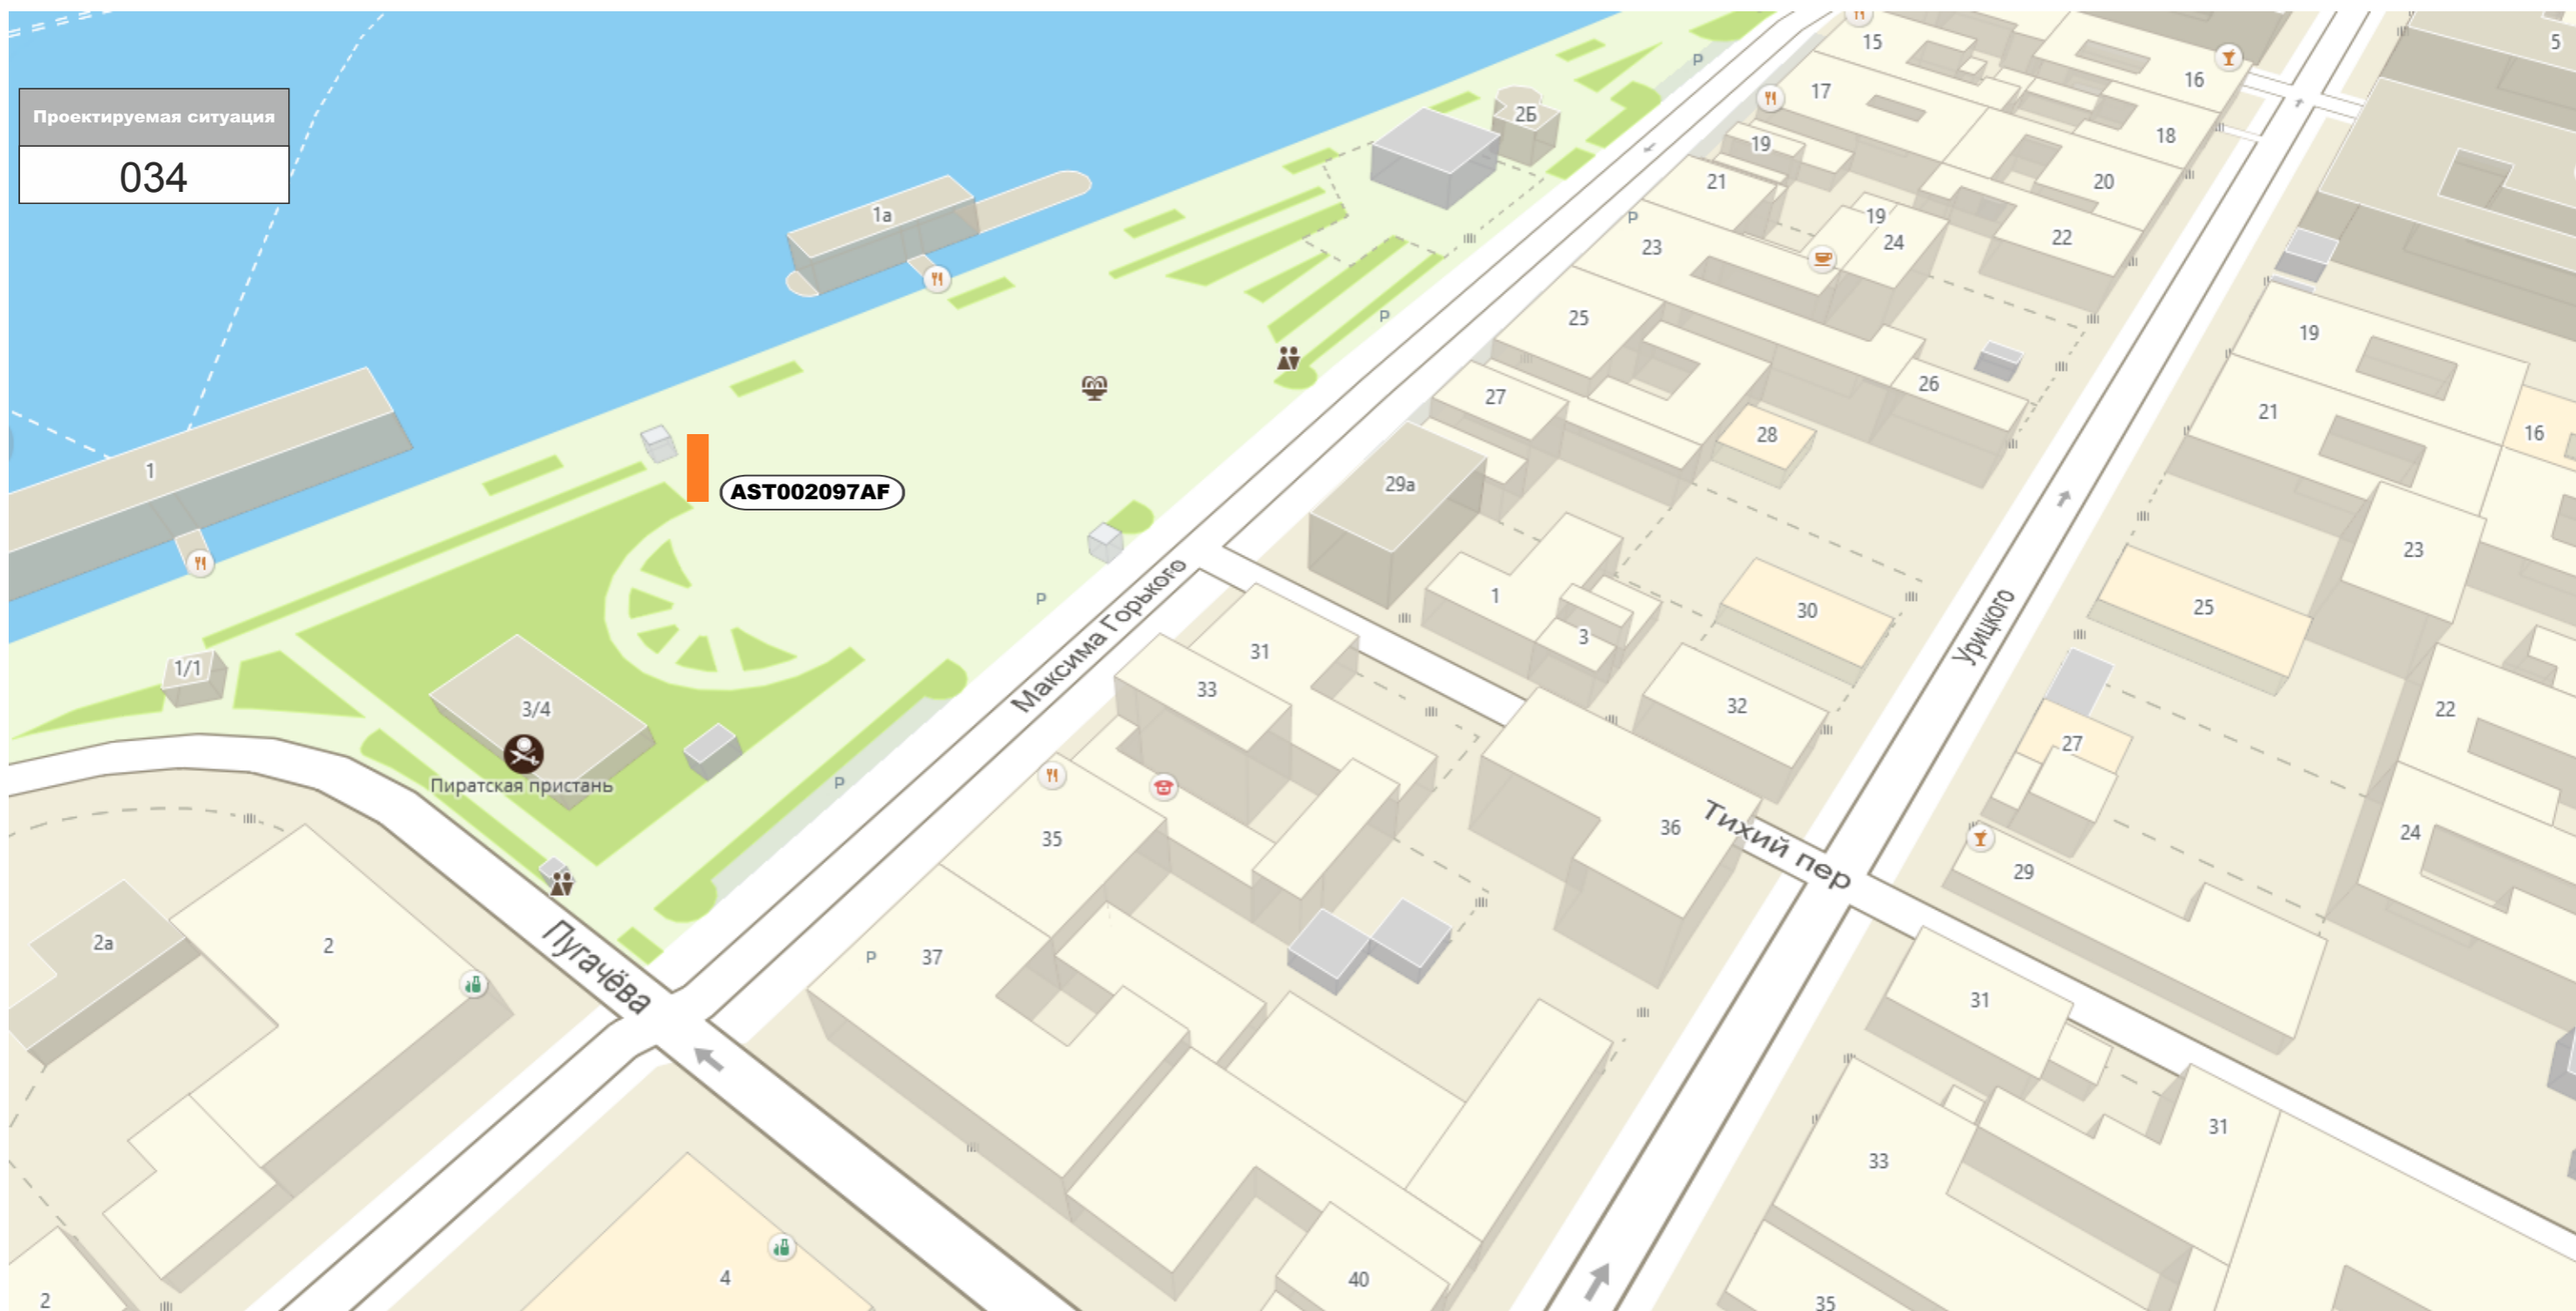 Проектируемая ситуация
034
15
5
16
17
2Б
18
19
20
21
1а
19
24
22
23
25
19
26
27
21
28
16
1
29а
AST002097AF
23
1
30
25
3
31
1/1
33
32
22
3/4
27
Пиратская пристань
Максима Горького
Урицкого
35
36
Тихий пер
24
29
2а
2
37
Пугачёва
31
31
33
4
40
2
35
P
P
P
P
P
P